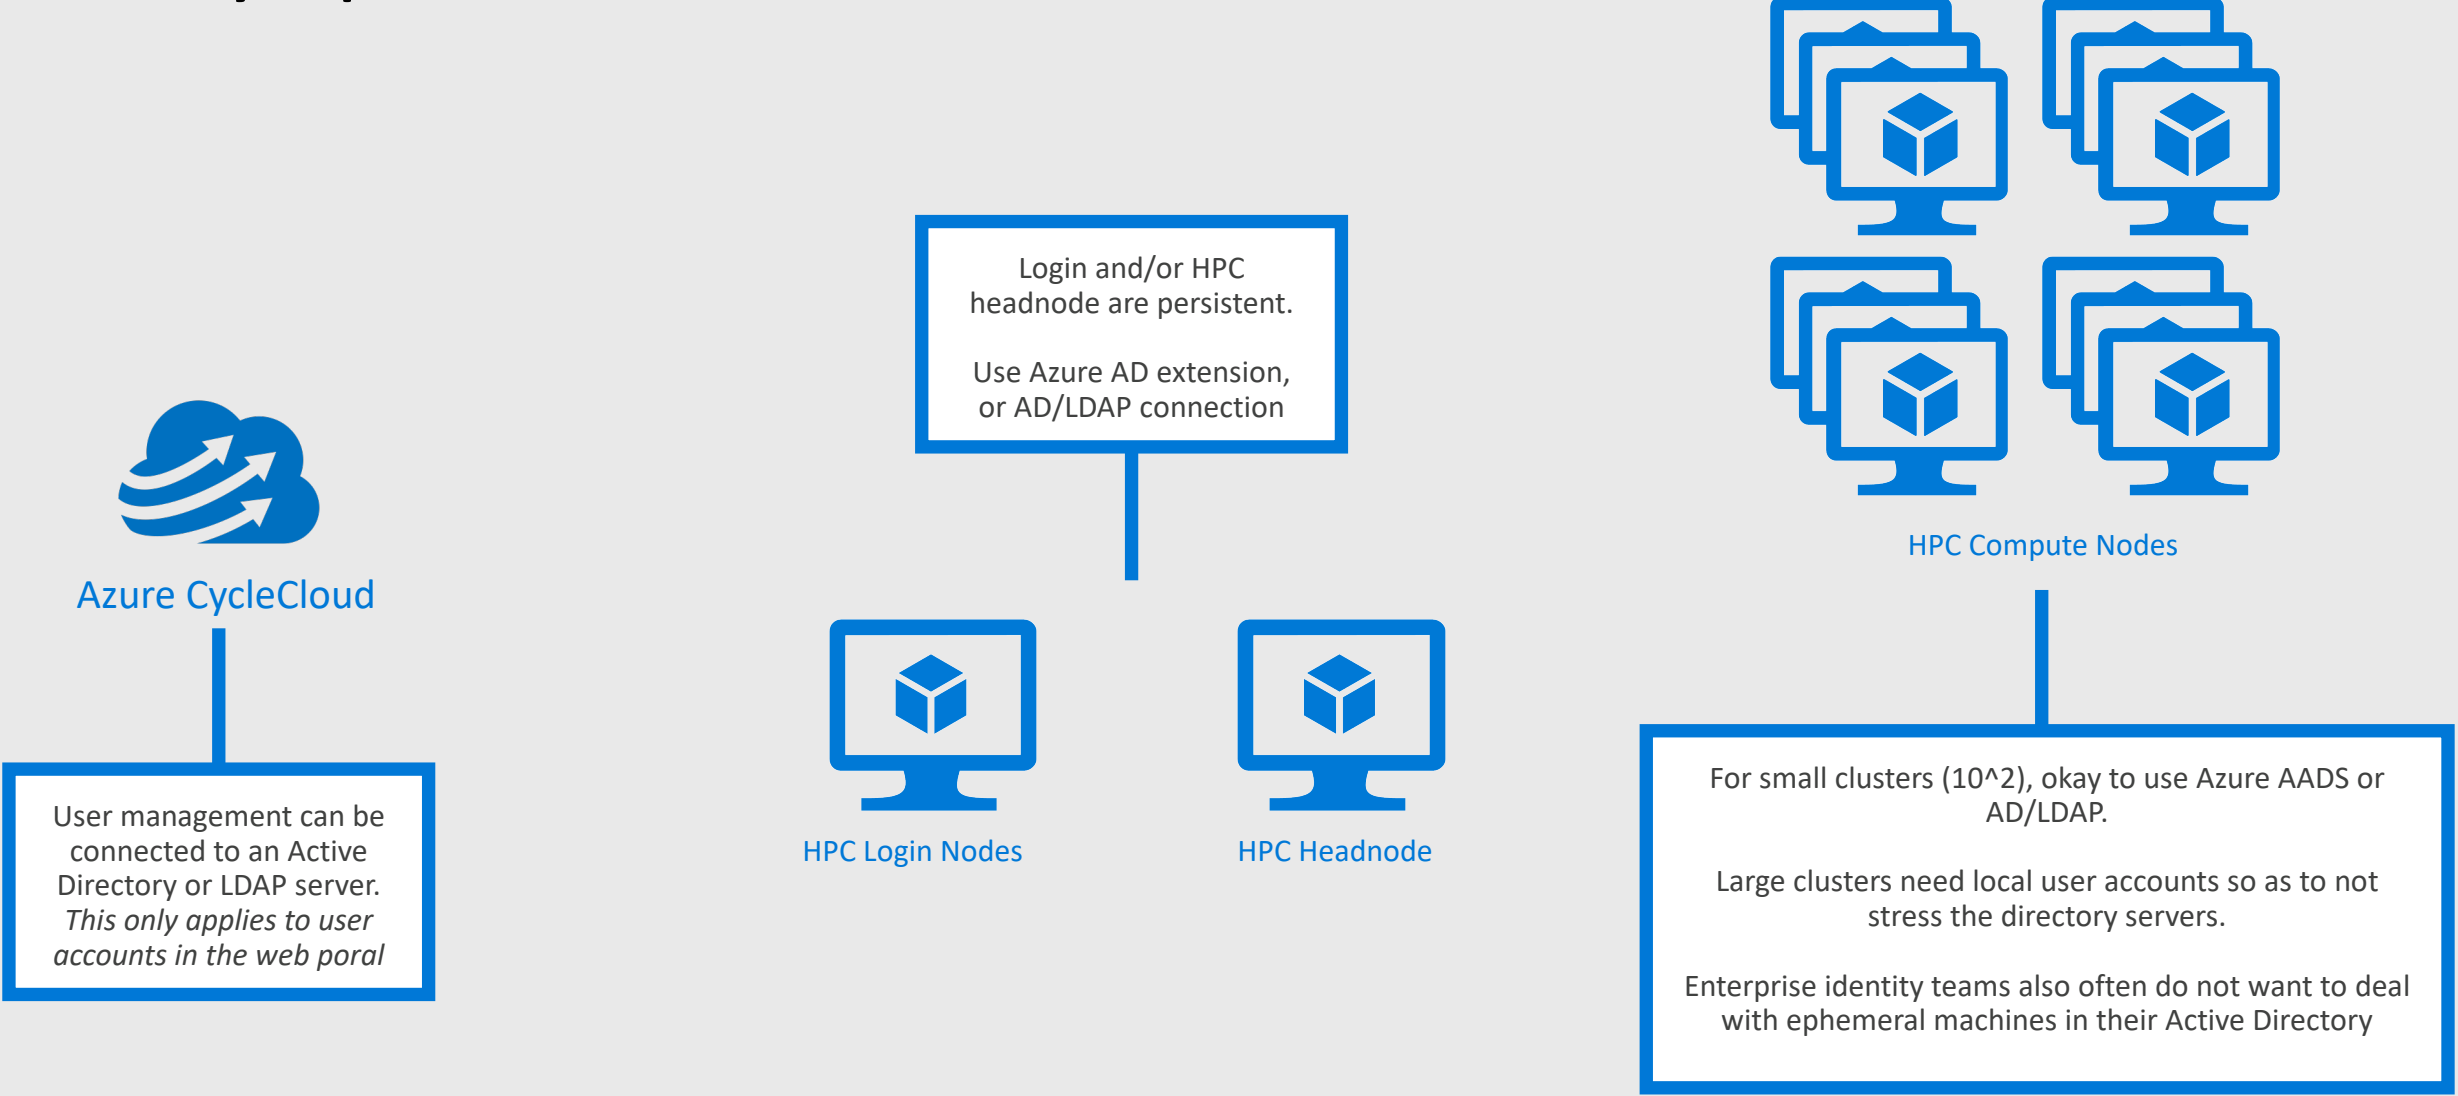 Azure CycleCloud
User management can be
connected to an Active
Directory or LDAP server.
This only applies to user
accounts in the web poral
Login and/or HPC
headnode are persistent.
Use Azure AD extension,
or AD/LDAP connection
HPC Login Nodes
HPC Headnode
HPC Compute Nodes
For small clusters (10^2), okay to use Azure AADS or
AD/LDAP.
Large clusters need local user accounts so as to not
stress the directory servers.
Enterprise identity teams also often do not want to deal
with ephemeral machines in their Active Directory